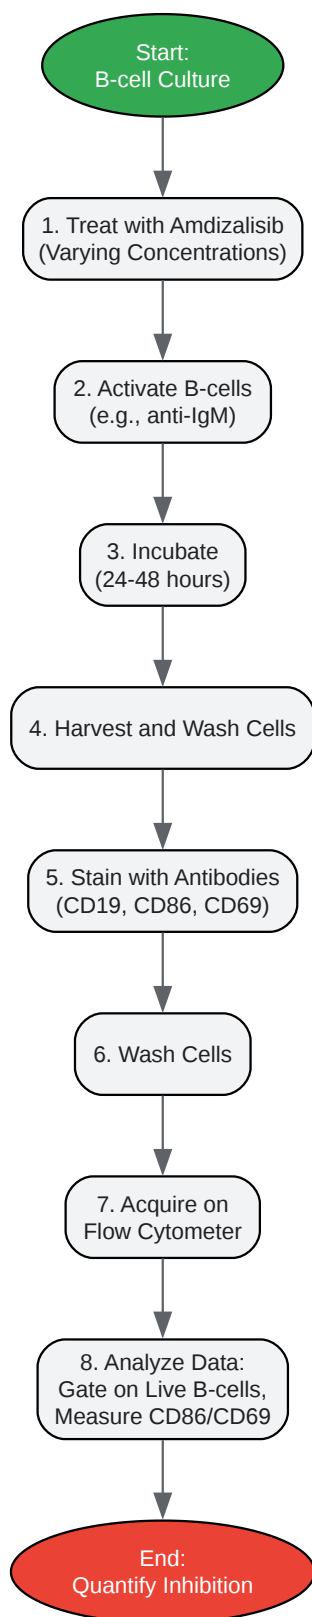 Start:
B-cell Culture
1. Treat with Amdizalisib
(Varying Concentrations)
2. Activate B-cells
(e.g., anti-IgM)
3. Incubate
(24-48 hours)
4. Harvest and Wash Cells
5. Stain with Antibodies
(CD19, CD86, CD69)
6. Wash Cells
7. Acquire on
Flow Cytometer
8. Analyze Data:
Gate on Live B-cells,
Measure CD86/CD69
End:
Quantify Inhibition